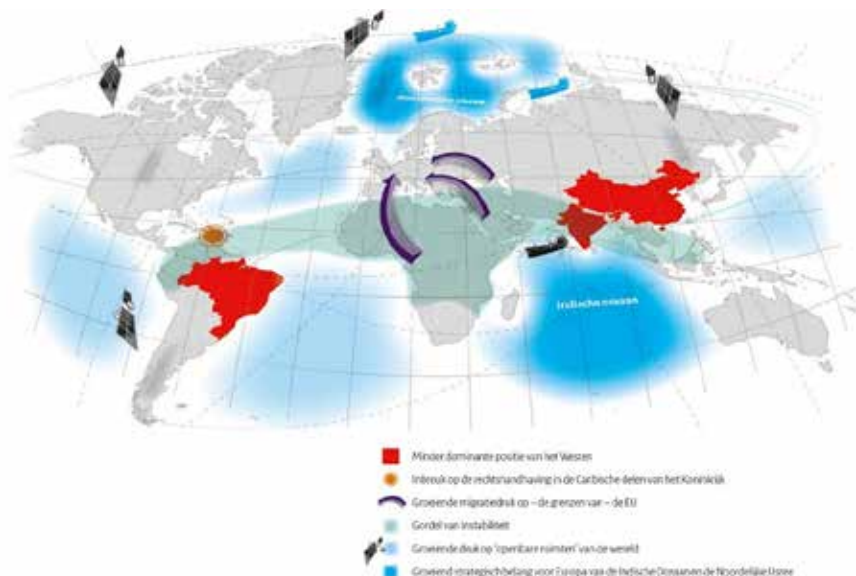 Indische oceaan
Minder dominante positie van het Westen
Inbreuk op de rechtshandhaving in de Caribische delen van het Koninkrijk
Groeiende migratiedruk op – de grenzen van – de EU
Gordel van instabiliteit
Groeiende druk op 'openbare ruimten' van de wereld
Groeiend strategisch belang voor Europa van de Indische Oceaan en de Noordelijke IJszee